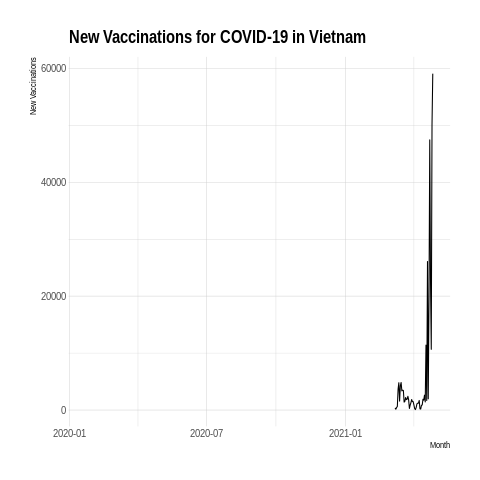 New Vaccinations for COVID-19 in Vietnam
New Vaccinations
60000
40000
20000
0
2020-01
2020-07
2021-01
Month